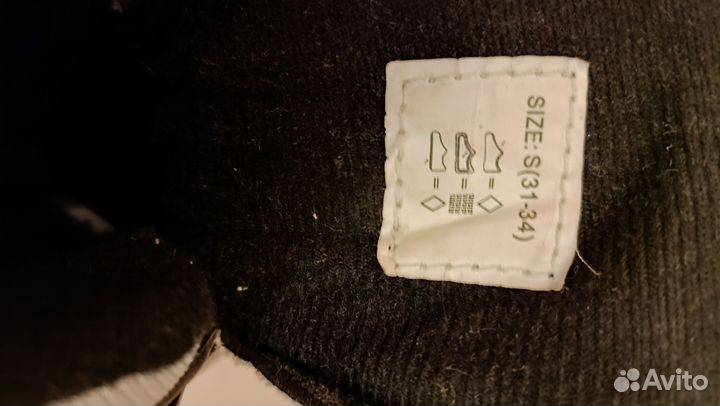 SIZE: S(31-34)
=
=
=
Avito